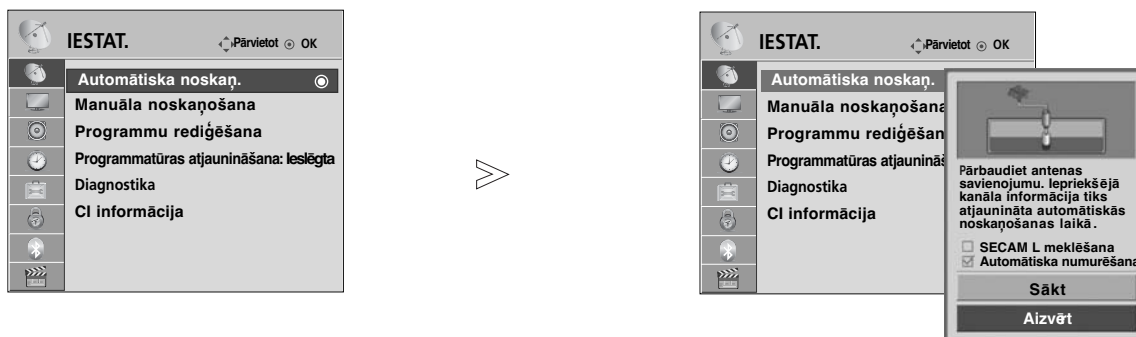 IESTAT.
Pārvietot OK
Automātiska noskaņ.
Manuāla noskaņošana
Programmu rediģēšana
Programmatūras atjaunināšana: Ieslēgta
Diagnostika
CI informācija
IESTAT.
Pārvietot OK
Automātiska noskaņ.
Manuāla noskaņošana
Programmu rediģēšan
Programmatūras atjaunināš
Diagnostika
CI informācija
Pārbaudiet antenas
savienojumu. Iepriekšējā
kanāla informācija tiks
atjaunināta automātiskās
noskaņošanas laikā.
SECAM L meklēšana
Automātiska numurēšana
Sākt
Aizvērt